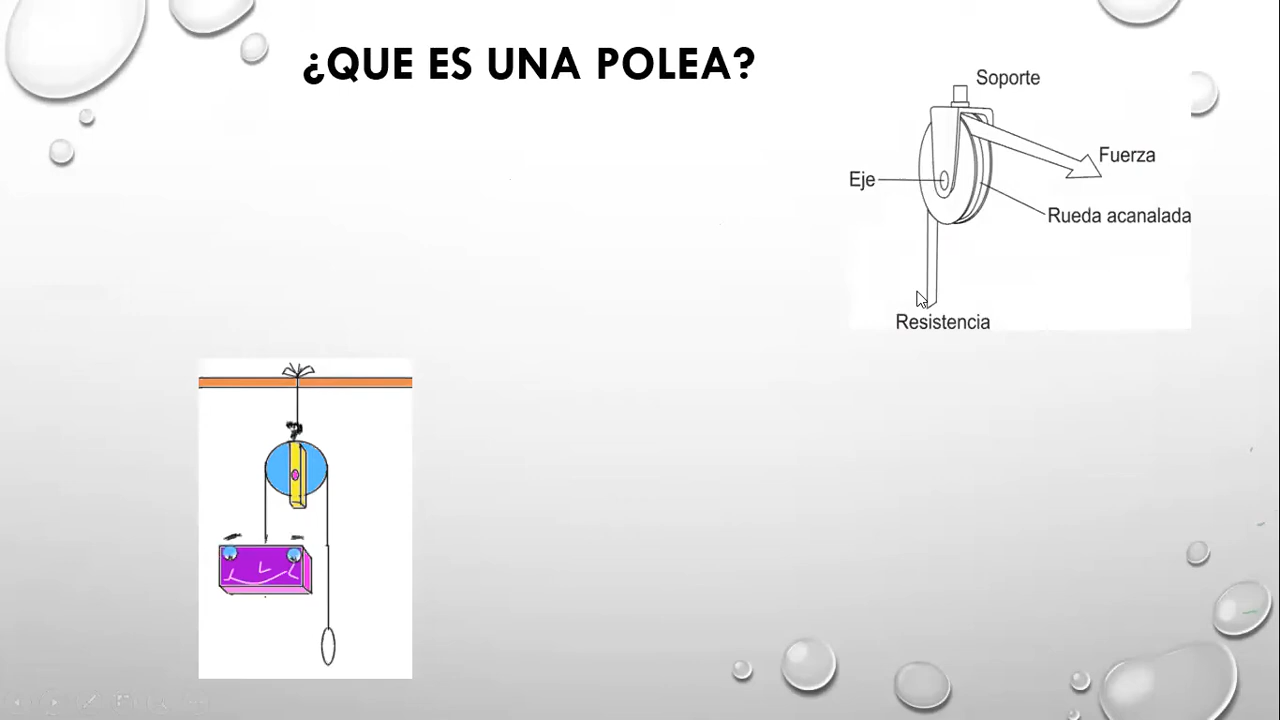 ¿QUE ES UNA POLEA?
Soporte
Fuerza
Eje
Rueda acanalada
Resistencia